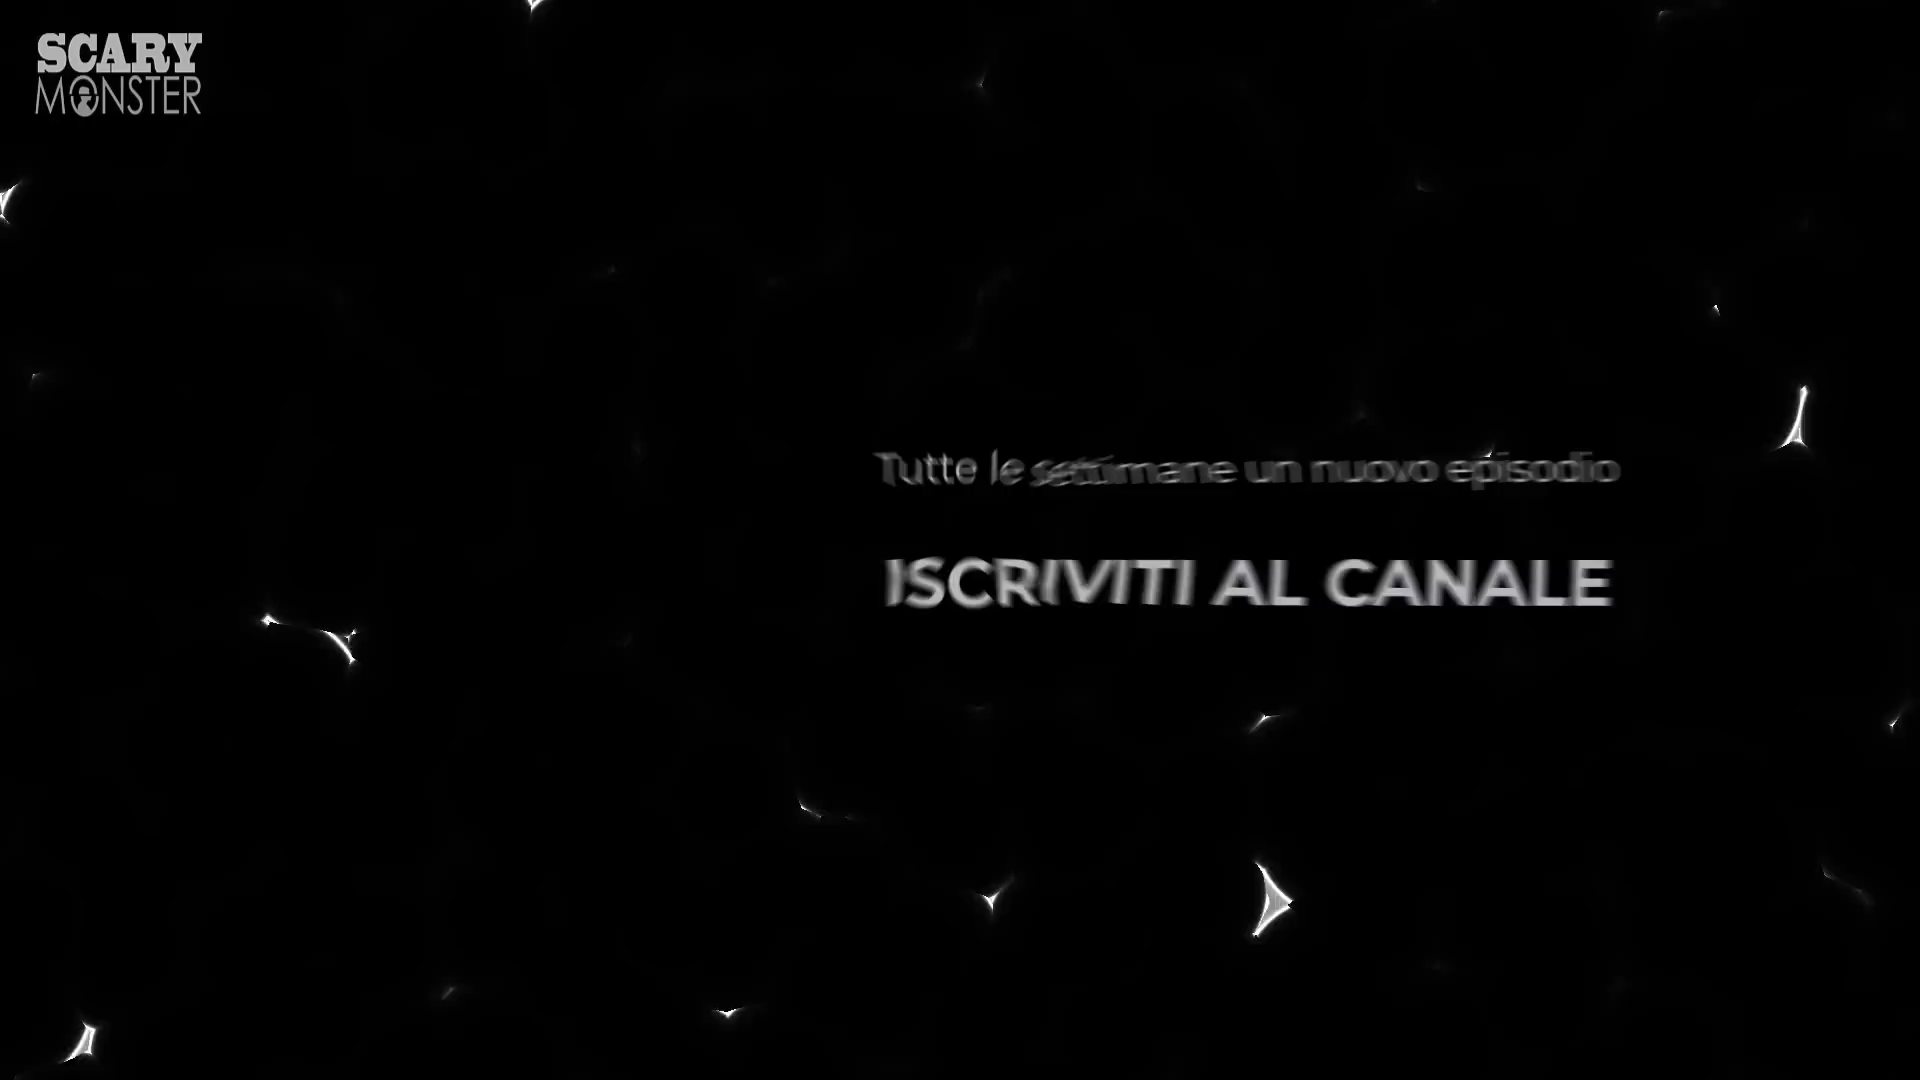 SCARY
MONSTER
Tutte le settimane un nuovo episodio
ISCRIVITI AL CANALE